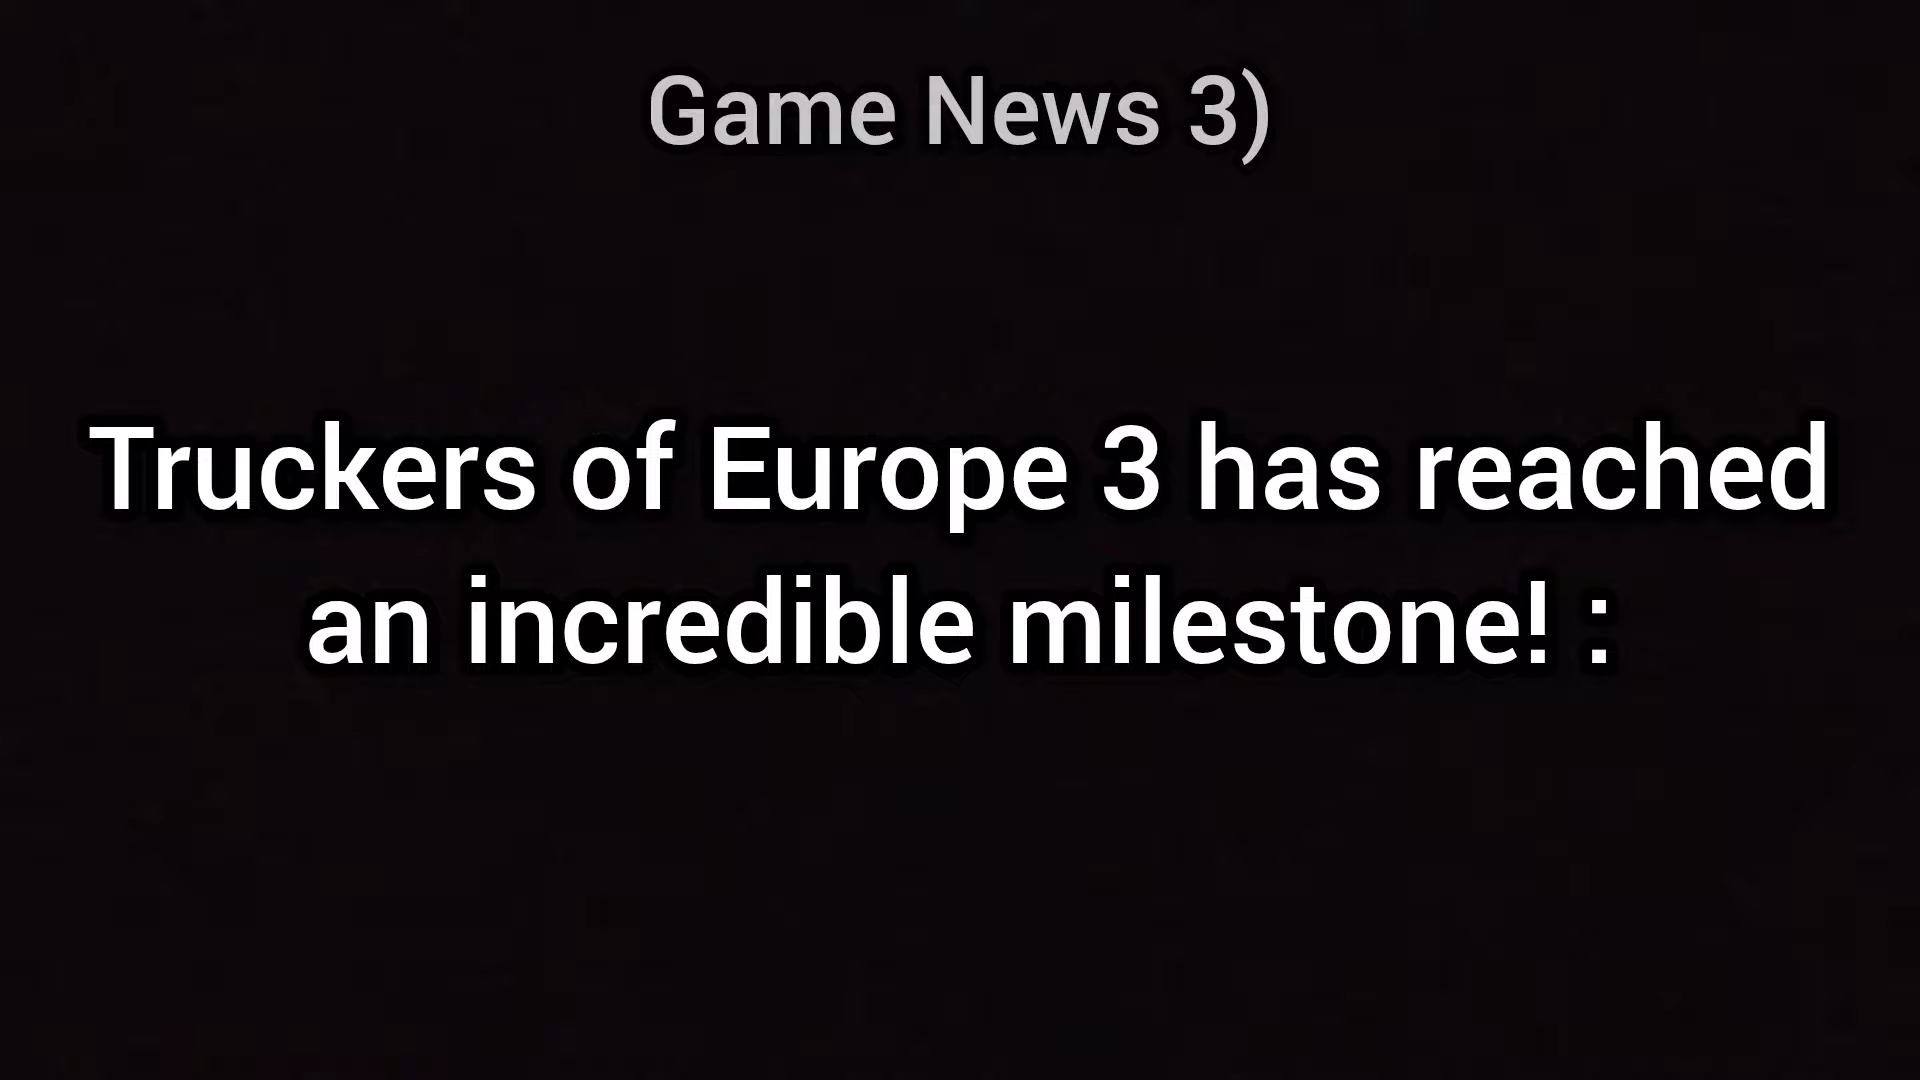 Game News 3)
Truckers of Europe 3 has reached
an incredible milestone! :